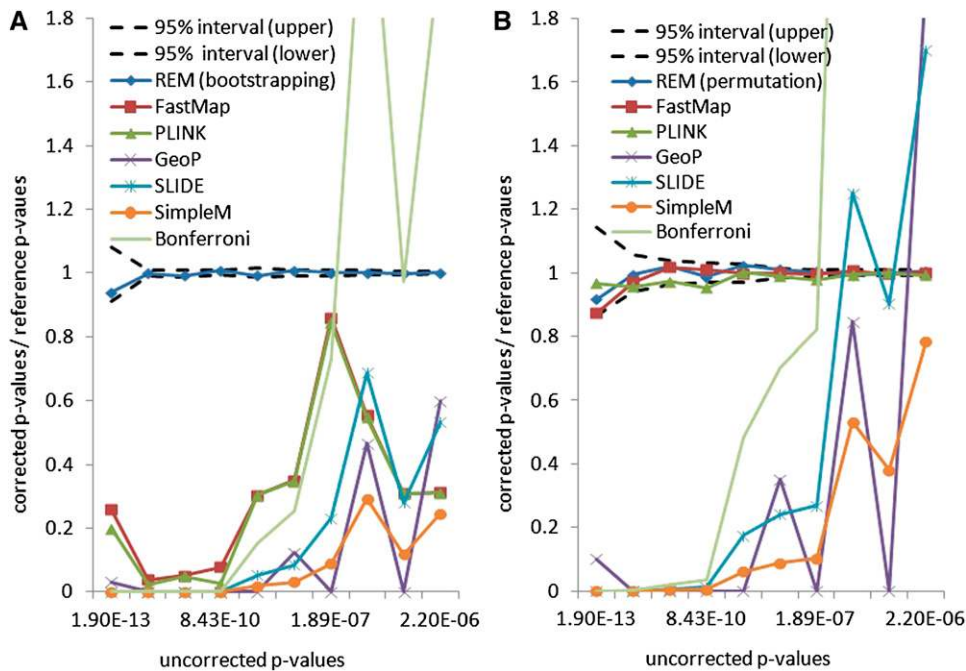 A
1.8
1.6
1.4
1.2
1
0.8
0.6
0.4
0.2
0
corrected p-values/ reference p-vaues
95% interval (upper)
95% interval (lower)
REM (bootstrapping)
FastMap
PLINK
GeoP
SLIDE
SimpleM
Bonferroni
1.90E-13
8.43E-10
1.89E-07
2.20E-06
uncorrected p-values
B
1.8
1.6
1.4
1.2
1
0.8
0.6
0.4
0.2
0
corrected p-values/ reference p-vaues
95% interval (upper)
95% interval (lower)
REM (permutation)
FastMap
PLINK
GeoP
SLIDE
SimpleM
Bonferroni
1.90E-13
8.43E-10
1.89E-07
2.20E-06
uncorrected p-values